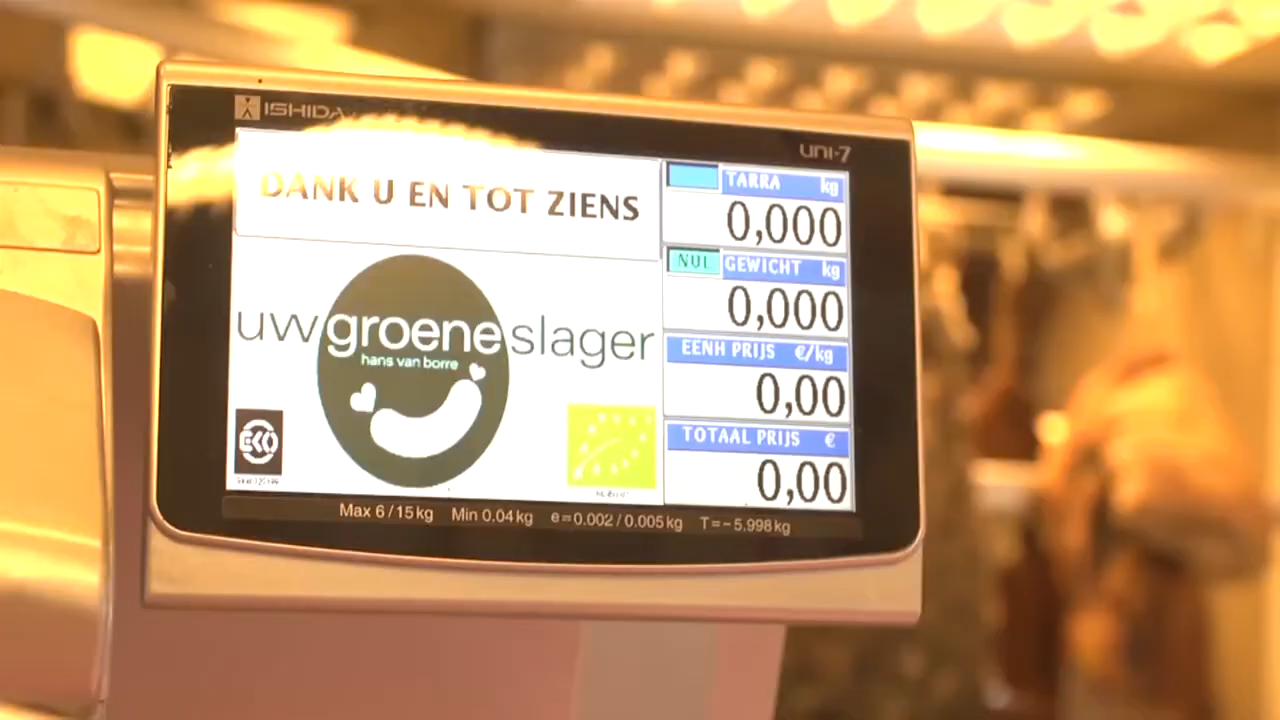 ISHIDA
uni-7
DANK U EN TOT ZIENS
TARRA kg
0,000
NUL GEWICHT kg
0,000
EENH PRIJS €/kg
0,00
TOTAAL PRIJS €
0,00
uwgroeneslager
hans van borre
EKO
Max 6 / 15 kg Min 0.04 kg e=0.002 / 0.005 kg T=-5.998 kg